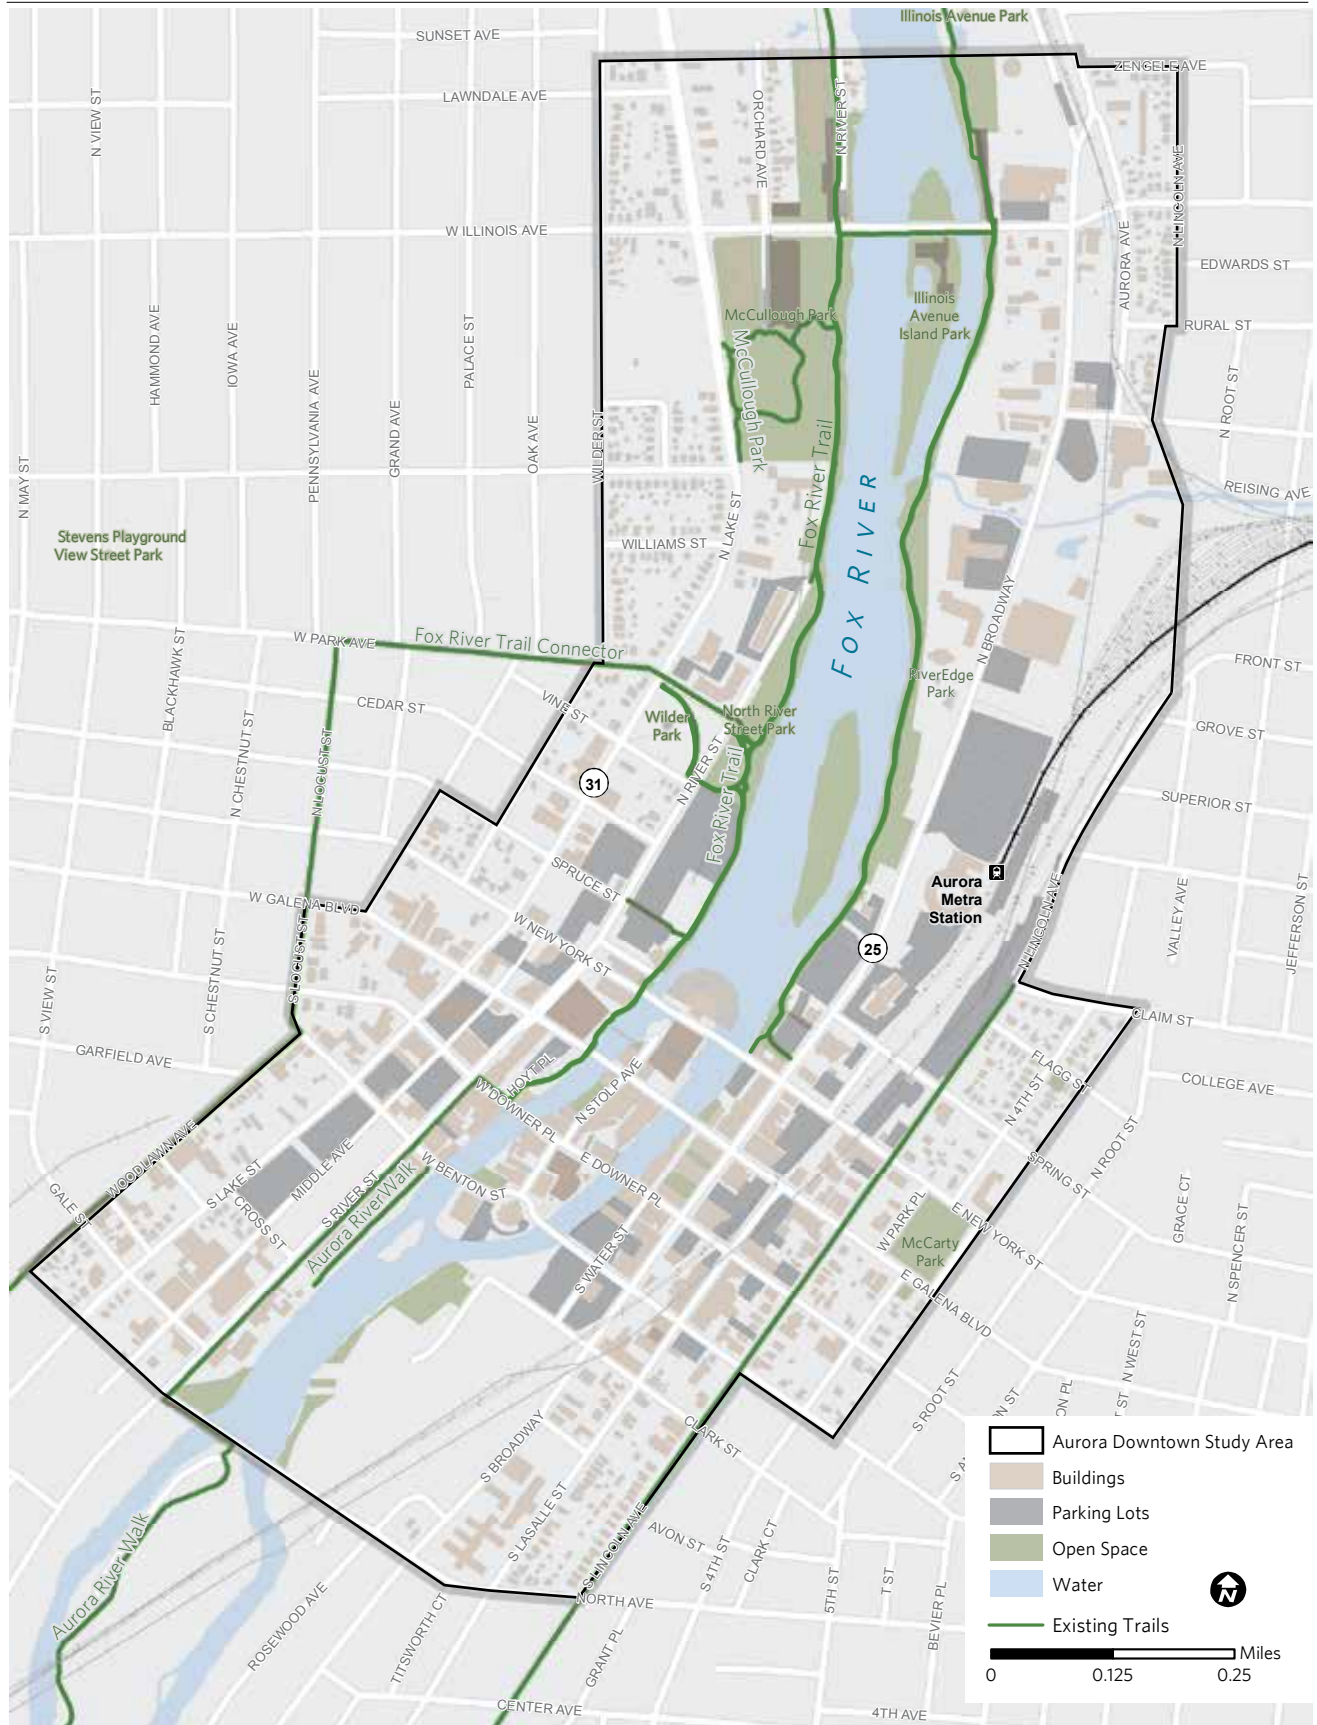 Illinois Avenue Park
SUNSET AVE
ZENGELE AVE
LAWNDALE AVE
N VIEW ST
ORCHARD AVE
N RIVER ST
N LINCOLN AVE
W ILLINOIS AVE
AURORA AVE
EDWARDS ST
Illinois
Avenue
Island Park
McCullough Park
RURAL ST
HAMMOND AVE
IOWA AVE
PALACE ST
McCullough Park
PENNSYLVANIA AVE
GRAND AVE
OAK AVE
WILDER ST
N ROOT ST
N MAY ST
Fox River Trail
FOX RIVER
REISING AVE
N LAKE ST
Stevens Playground
View Street Park
WILLIAMS ST
N BROADWAY
W PARK AVE
Fox River Trail Connector
BLACKHAWK ST
FRONT ST
RiverEdge
Park
CEDAR ST
VINE ST
Wilder
Park
North River
Street Park
N CHESTNUT ST
N LOCUST ST
GROVE ST
31
N RIVER ST
Fox River Trail
SUPERIOR ST
SPRUCE ST
Aurora
Metra
Station
W GALENA BLVD
W NEW YORK ST
25
N LINCOLN AVE
VALLEY AVE
JEFFERSON ST
S LOCUST ST
S CHESTNUT ST
S VIEW ST
CLAIM ST
GARFIELD AVE
HOYT PL
W DOWNER PL
N STOLP AVE
FLAGG ST
N 4TH ST
COLLEGE AVE
WOODLAWN AVE
MIDDLE AVE
W BENTON ST
E DOWNER PL
N ROOT ST
SPRING ST
GALE ST
S LAKE ST
CROSS ST
S RIVER ST
Aurora River Walk
S WATER ST
W PARK PL
McCarty
Park
E NEW YORK ST
GRACE CT
N SPENCER ST
E GALENA BLVD
N WEST ST
S ROOT ST
ON ST
ON PL
T ST
S A
S BROADWAY
CLARK ST
S LASALLE ST
S LINCOLN AVE
AVON ST
S 4TH ST
CLARK CT
5TH ST
T ST
BEVIER PL
NORTH AVE
Aurora River Walk
ROSEWOOD AVE
TITSWORTH CT
GRANT PL
CENTER AVE
4TH AVE
Aurora Downtown Study Area
Buildings
Parking Lots
Open Space
Water
N
Existing Trails
Miles
0 0.125 0.25